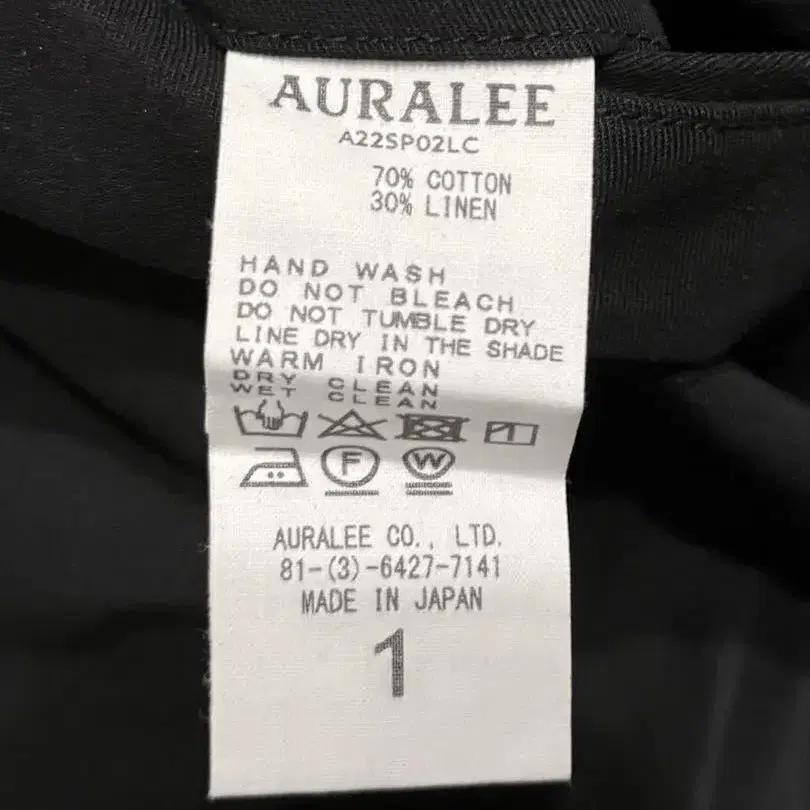 AURALEE
A22SP02LC
70% COTTON
30% LINEN
HAND WASH
DO NOT BLEACH
DO NOT TUMBLE DRY
LINE DRY IN THE SHADE
WARM IRON
DRY CLEAN
WET CLEAN
F W
AURALEE CO., LTD.
81-(3)-6427-7141
MADE IN JAPAN
1